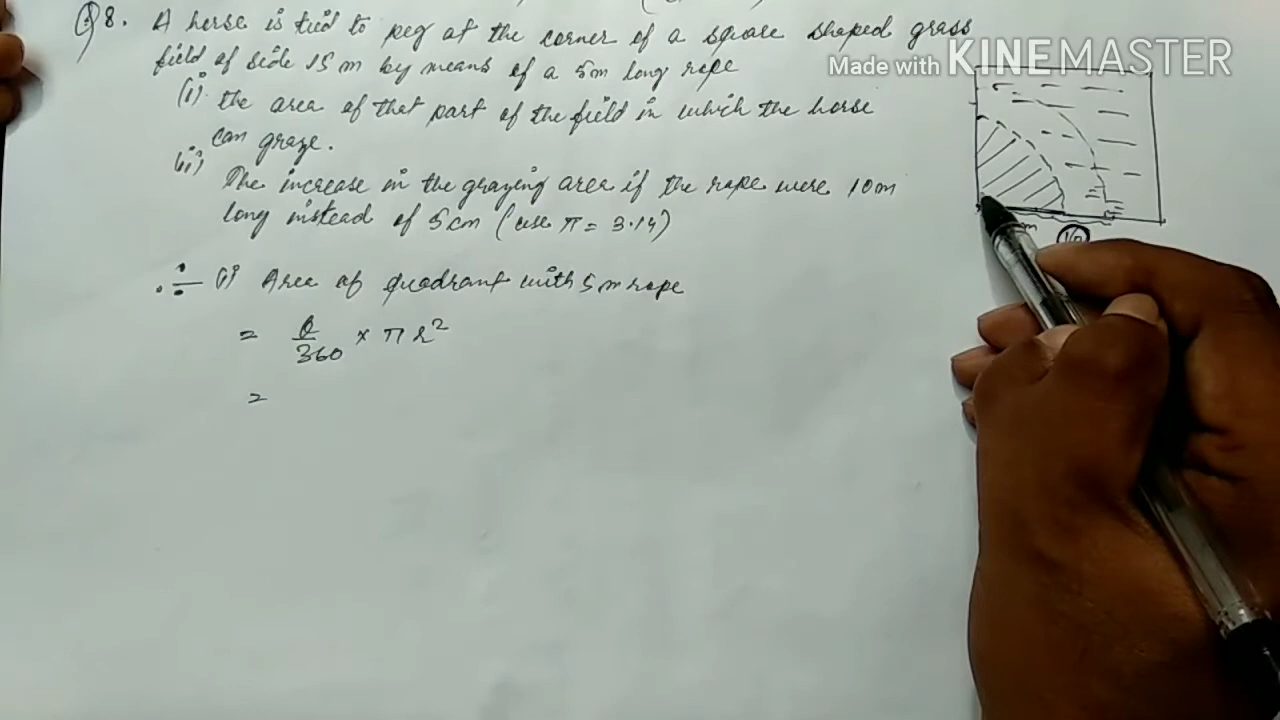 Q8. A horse is tied to peg at the corner of a square shaped grass
field of side 15 m by means of a 5m long rope
Made with KINEMASTER
(i). the area of that part of the field in which the horse
can graze.
(ii) The increase in the grazing area if the rope were 10m
long instead of 5cm (use π = 3.14)
m 10
(i) Area of quadrant with 5 m rope
= θ/360 × π r²
=